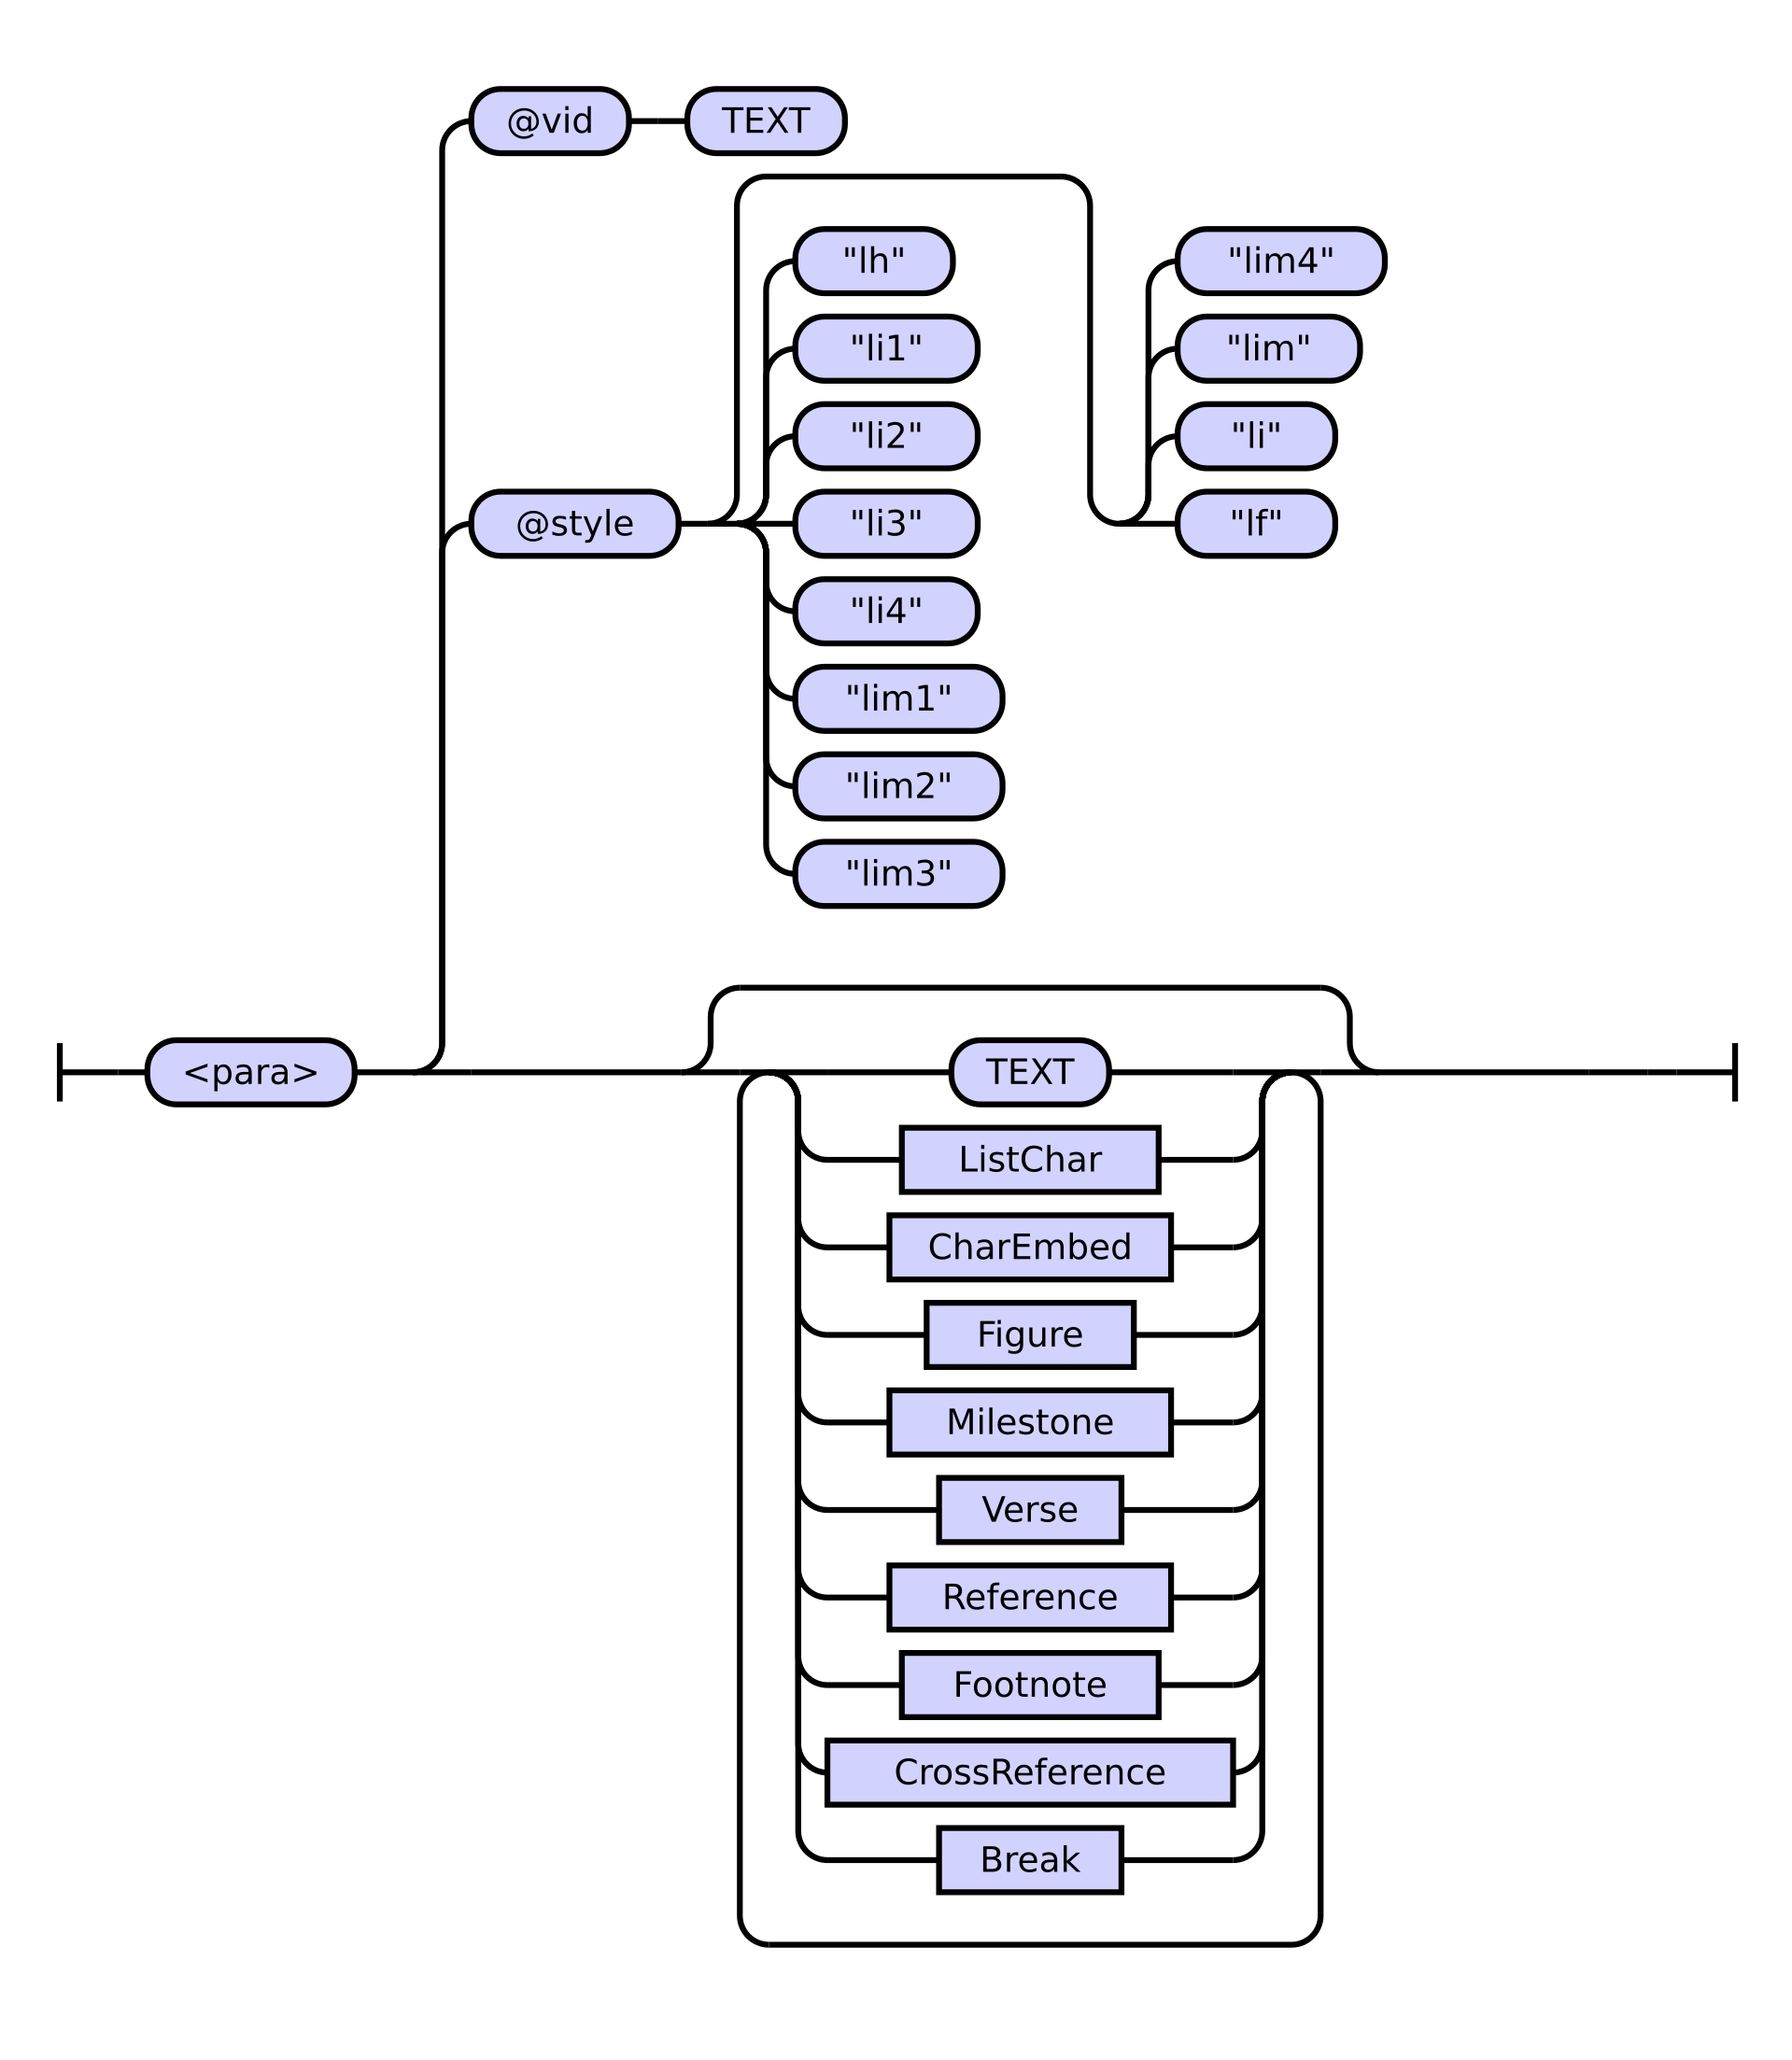 @vid TEXT
"lh" "lim4"
"li1" "lim"
"li2" "li"
@style "li3" "lf"
"li4"
"lim1"
"lim2"
"lim3"
<para> TEXT
ListChar
CharEmbed
Figure
Milestone
Verse
Reference
Footnote
CrossReference
Break